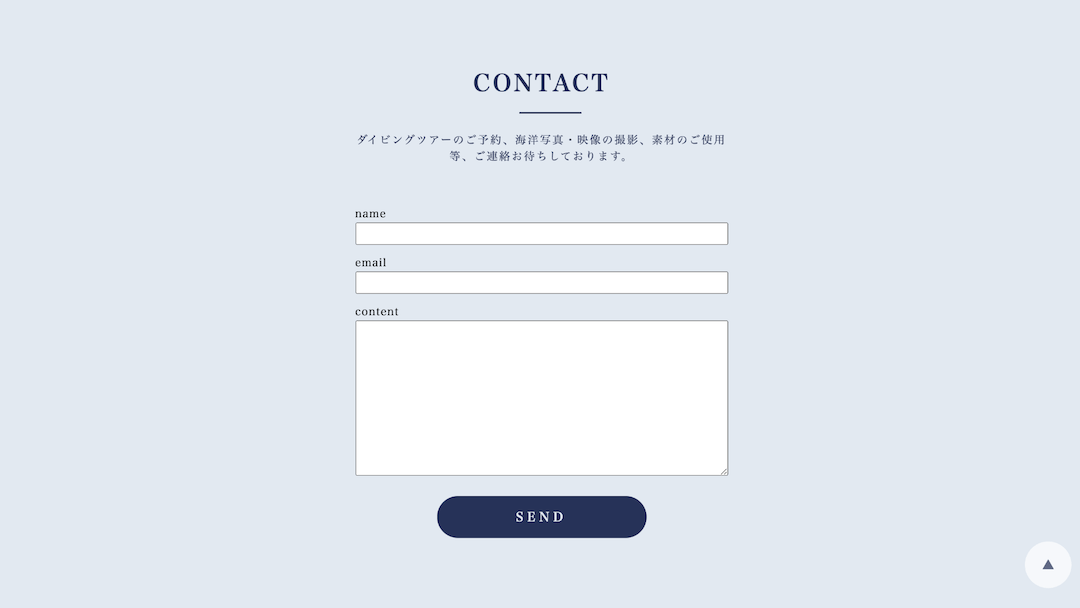 CONTACT
ダイビングツアーのご予約、海洋写真・映像の撮影、素材のご使用
等、ご連絡お待ちしております。
name
email
content
SEND